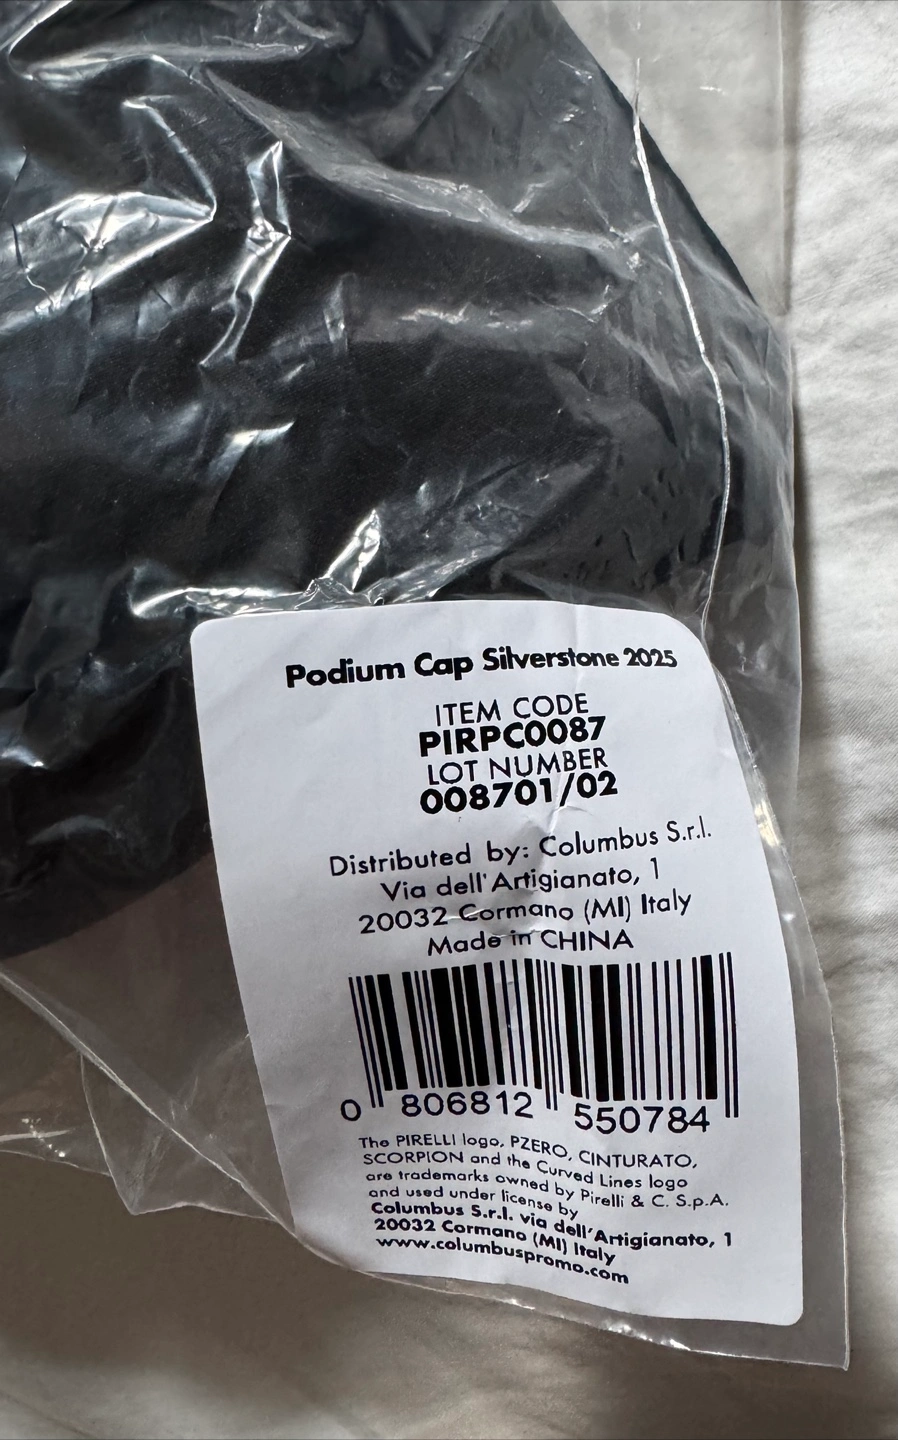 Podium Cap Silverstone 2025
ITEM CODE
PIRPC0087
LOT NUMBER
008701/02
Distributed by: Columbus S.r.l.
Via dell'Artigianato, 1
20032 Cormano (MI) Italy
Made in CHINA
0 806812 550784
The PIRELLI logo, PZERO, CINTURATO,
SCORPION and the Curved Lines logo
are trademarks owned by Pirelli & C. S.p.A.
and used under license by
Columbus S.r.l. via dell'Artigianato, 1
20032 Cormano (MI) Italy
www.columbuspromo.com